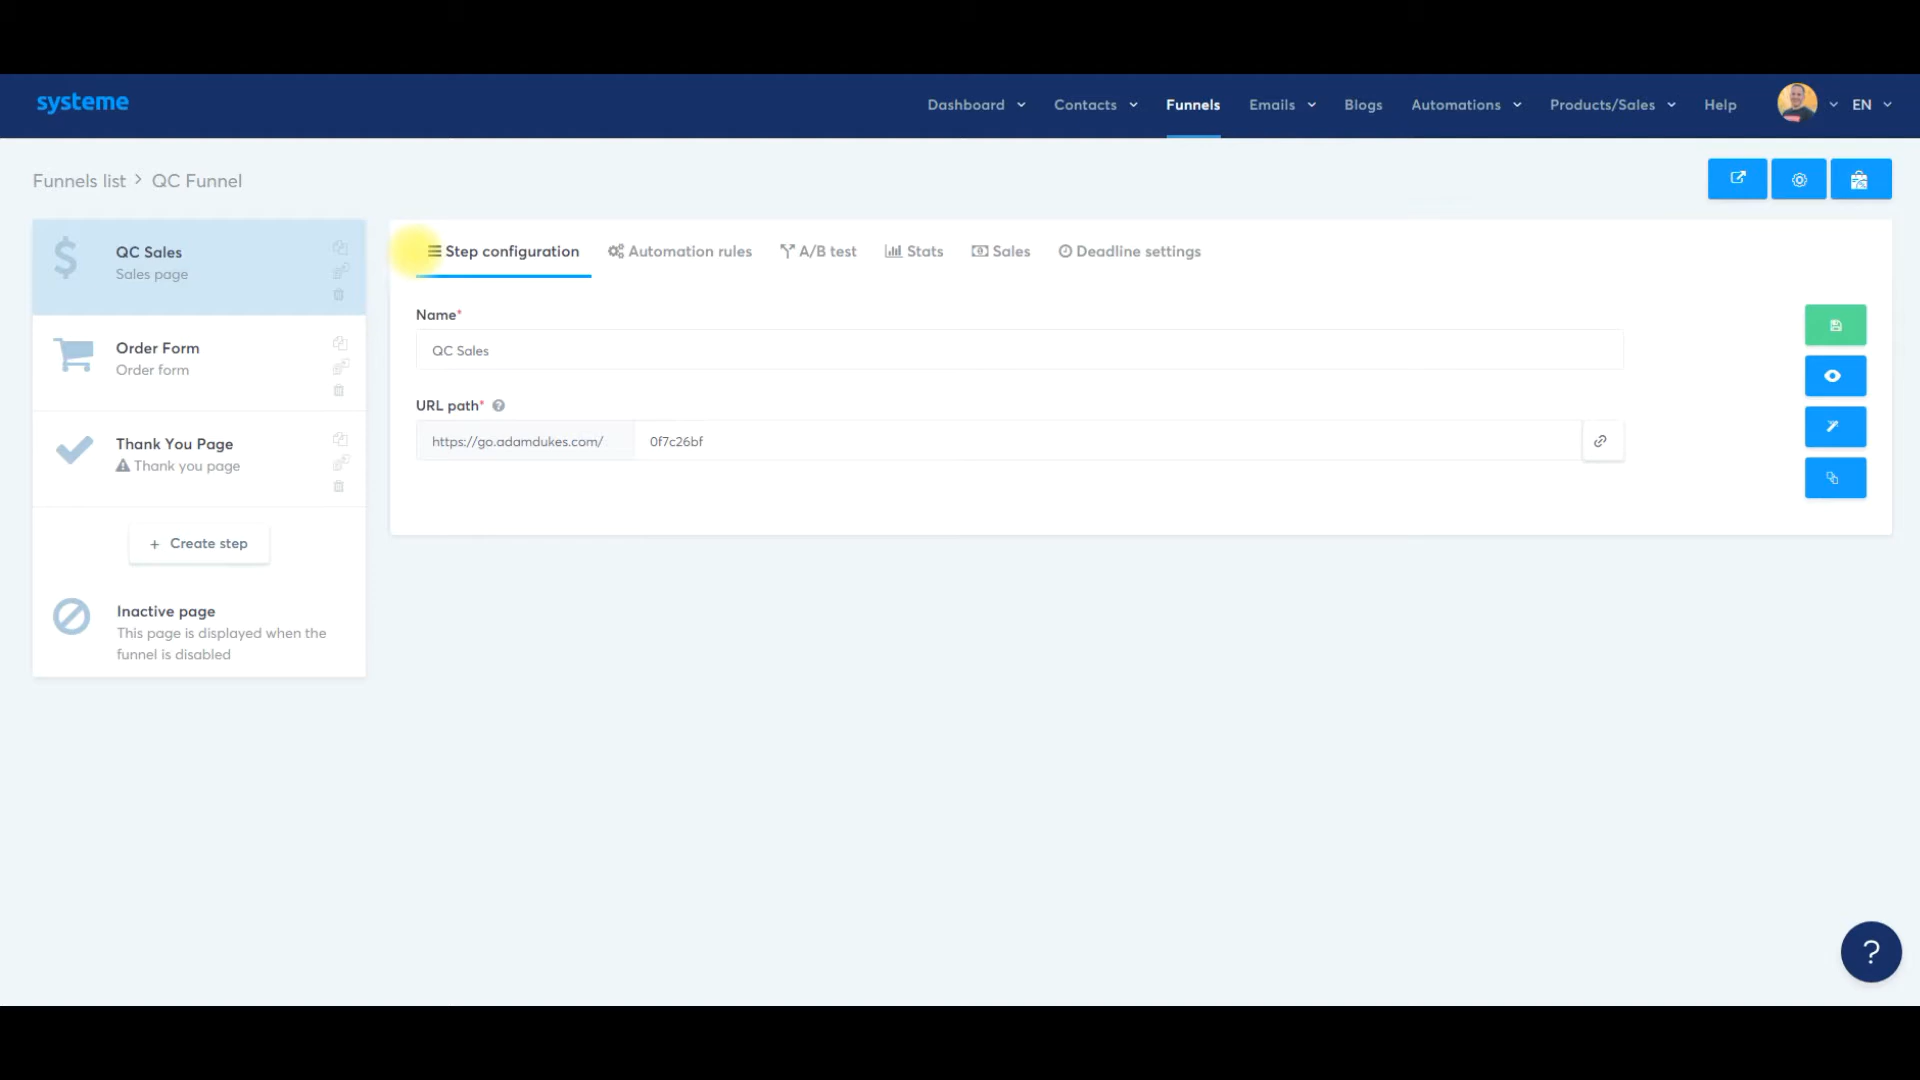 systeme
Dashboard Contacts Funnels Emails Blogs Automations Products/Sales Help EN
Funnels list > QC Funnel
QC Sales
Sales page
Order Form
Order form
Thank You Page
Thank you page
+ Create step
Inactive page
This page is displayed when the
funnel is disabled
Step configuration Automation rules A/B test Stats Sales Deadline settings
Name*
QC Sales
URL path* ?
https://go.adamdukes.com/ 0f7c26bf
?